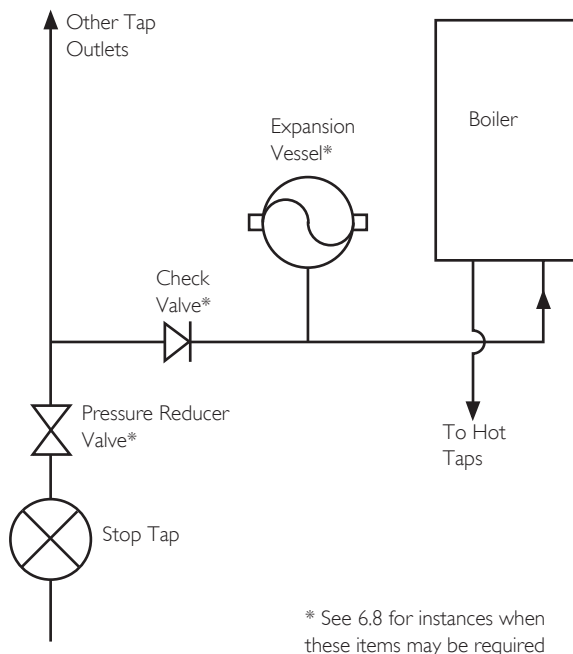 Other Tap
Outlets
Boiler
Expansion
Vessel*
Check
Valve*
Pressure Reducer
Valve*
To Hot
Taps
Stop Tap
* See 6.8 for instances when
these items may be required